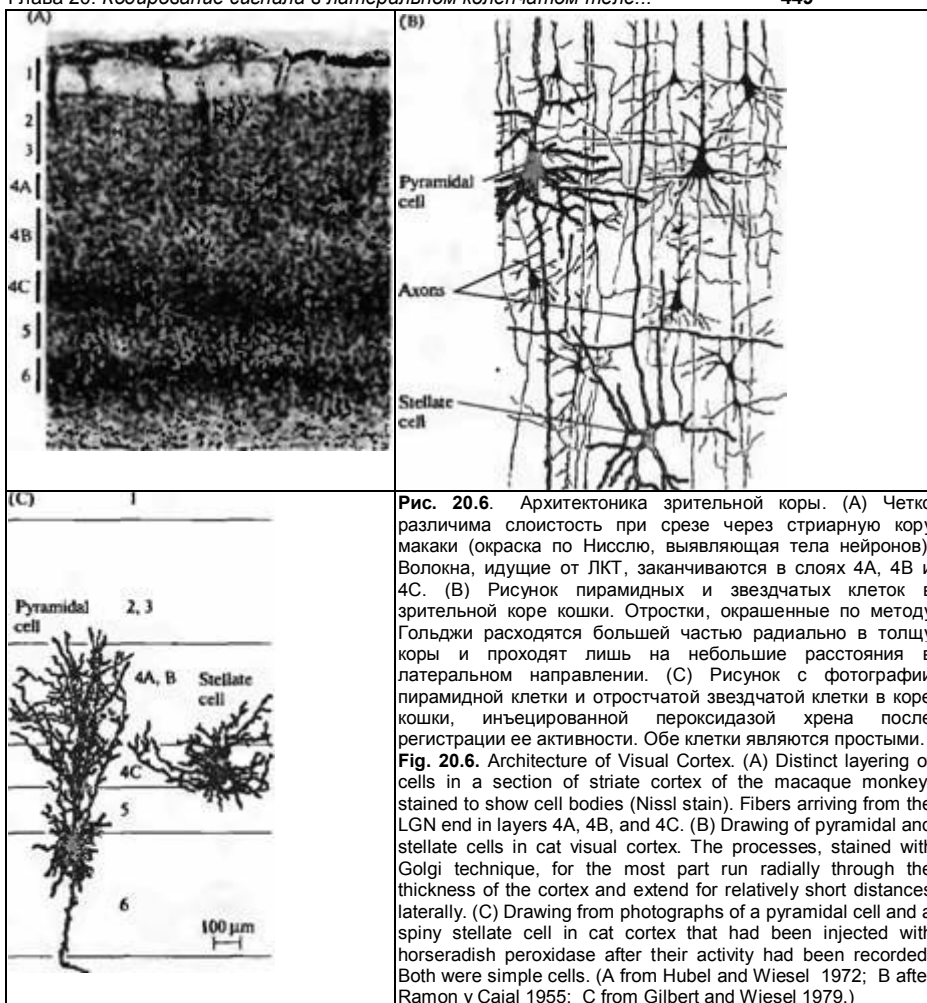 Глава 20. Кодирование сигнала в латеральном коленчатом теле...
445
(A)
1
2
3
4A
4B
4C
5
6
(B)
Pyramidal
cell
Axons
Stellate
cell
(C)
1
Pyramidal
cell
2, 3
4A, B
Stellate
cell
4C
5
6
100 µm
Рис. 20.6. Архитектоника зрительной коры. (А) Четко
различима слоистость при срезе через стриарную кору
макаки (окраска по Нисслю, выявляющая тела нейронов)
Волокна, идущие от ЛКТ, заканчиваются в слоях 4А, 4В и
4С. (В) Рисунок пирамидных и звездчатых клеток в
зрительной коре кошки. Отростки, окрашенные по методу
Гольджи расходятся большей частью радиально в толщу
коры и проходят лишь на небольшие расстояния в
латеральном направлении. (С) Рисунок с фотографии
пирамидной клетки и отростчатой звездчатой клетки в коре
кошки, инъецированной пероксидазой хрена после
регистрации ее активности. Обе клетки являются простыми.
Fig. 20.6. Architecture of Visual Cortex. (A) Distinct layering of
cells in a section of striate cortex of the macaque monkey
stained to show cell bodies (Nissl stain). Fibers arriving from the
LGN end in layers 4A, 4B, and 4C. (B) Drawing of pyramidal and
stellate cells in cat visual cortex. The processes, stained with
Golgi technique, for the most part run radially through the
thickness of the cortex and extend for relatively short distances
laterally. (C) Drawing from photographs of a pyramidal cell and a
spiny stellate cell in cat cortex that had been injected with
horseradish peroxidase after their activity had been recorded
Both were simple cells. (A from Hubel and Wiesel 1972; B after
Ramon y Cajal 1955; C from Gilbert and Wiesel 1979.)